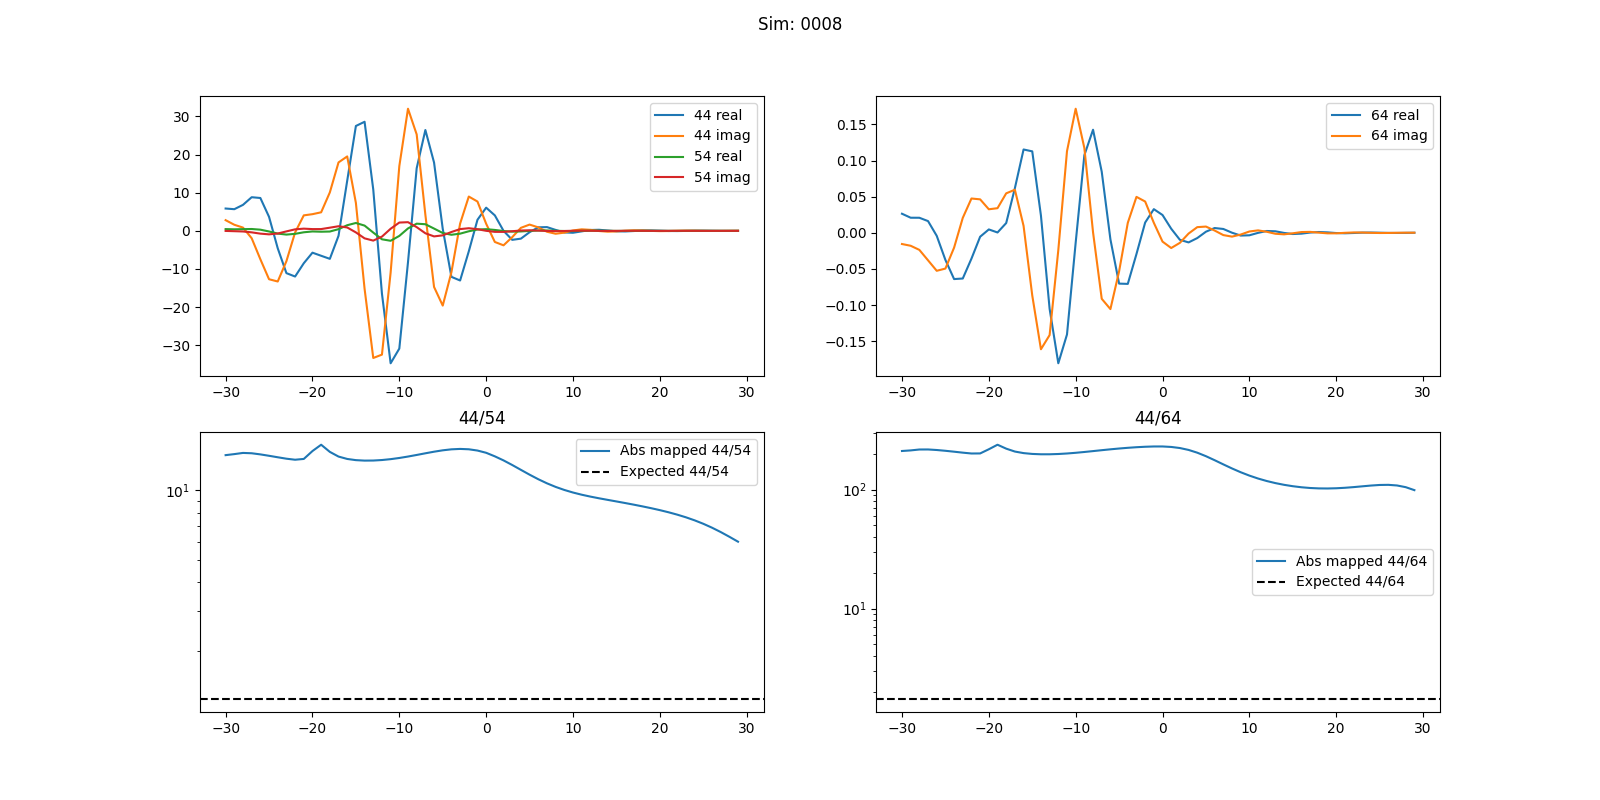 Sim: 0008
30
20
10
0
−10
−20
−30
44 real
44 imag
54 real
54 imag
−30 −20 −10 0 10 20 30
0.15
0.10
0.05
0.00
−0.05
−0.10
−0.15
64 real
64 imag
−30 −20 −10 0 10 20 30
44/54
10¹
Abs mapped 44/54
Expected 44/54
−30 −20 −10 0 10 20 30
44/64
10²
10¹
Abs mapped 44/64
Expected 44/64
−30 −20 −10 0 10 20 30